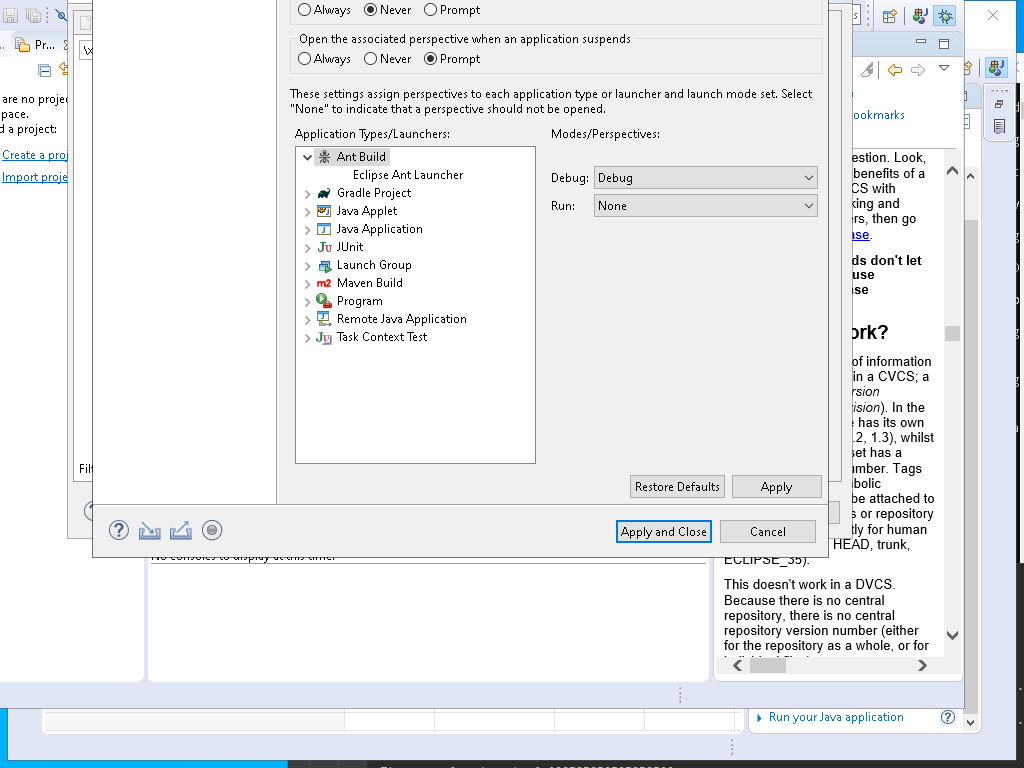 Always Never Prompt
Open the associated perspective when an application suspends
Always Never Prompt
These settings assign perspectives to each application type or launcher and launch mode set. Select
"None" to indicate that a perspective should not be opened.
Application Types/Launchers:
Modes/Perspectives:
Ant Build
Eclipse Ant Launcher
Gradle Project
Java Applet
Java Application
JUnit
Launch Group
Maven Build
Program
Remote Java Application
Task Context Test
Debug: Debug
Run: None
Restore Defaults
Apply
Apply and Close
Cancel
Pr...
are no projec
pace.
d a project:
Create a proj
Import proje
Filt
No consoles to display at this time.
ookmarks
estion. Look,
benefits of a
CS with
king and
ers, then go
ase.
ds don't let
use
ase
ork?
of information
in a CVCS; a
rsion
ision). In the
has its own
.2, 1.3), whilst
set has a
umber. Tags
bolic
be attached to
s or repository
tly for human
HEAD, trunk,
ECLIPSE_35).
This doesn't work in a DVCS.
Because there is no central
repository, there is no central
repository version number (either
for the repository as a whole, or for
Run your Java application